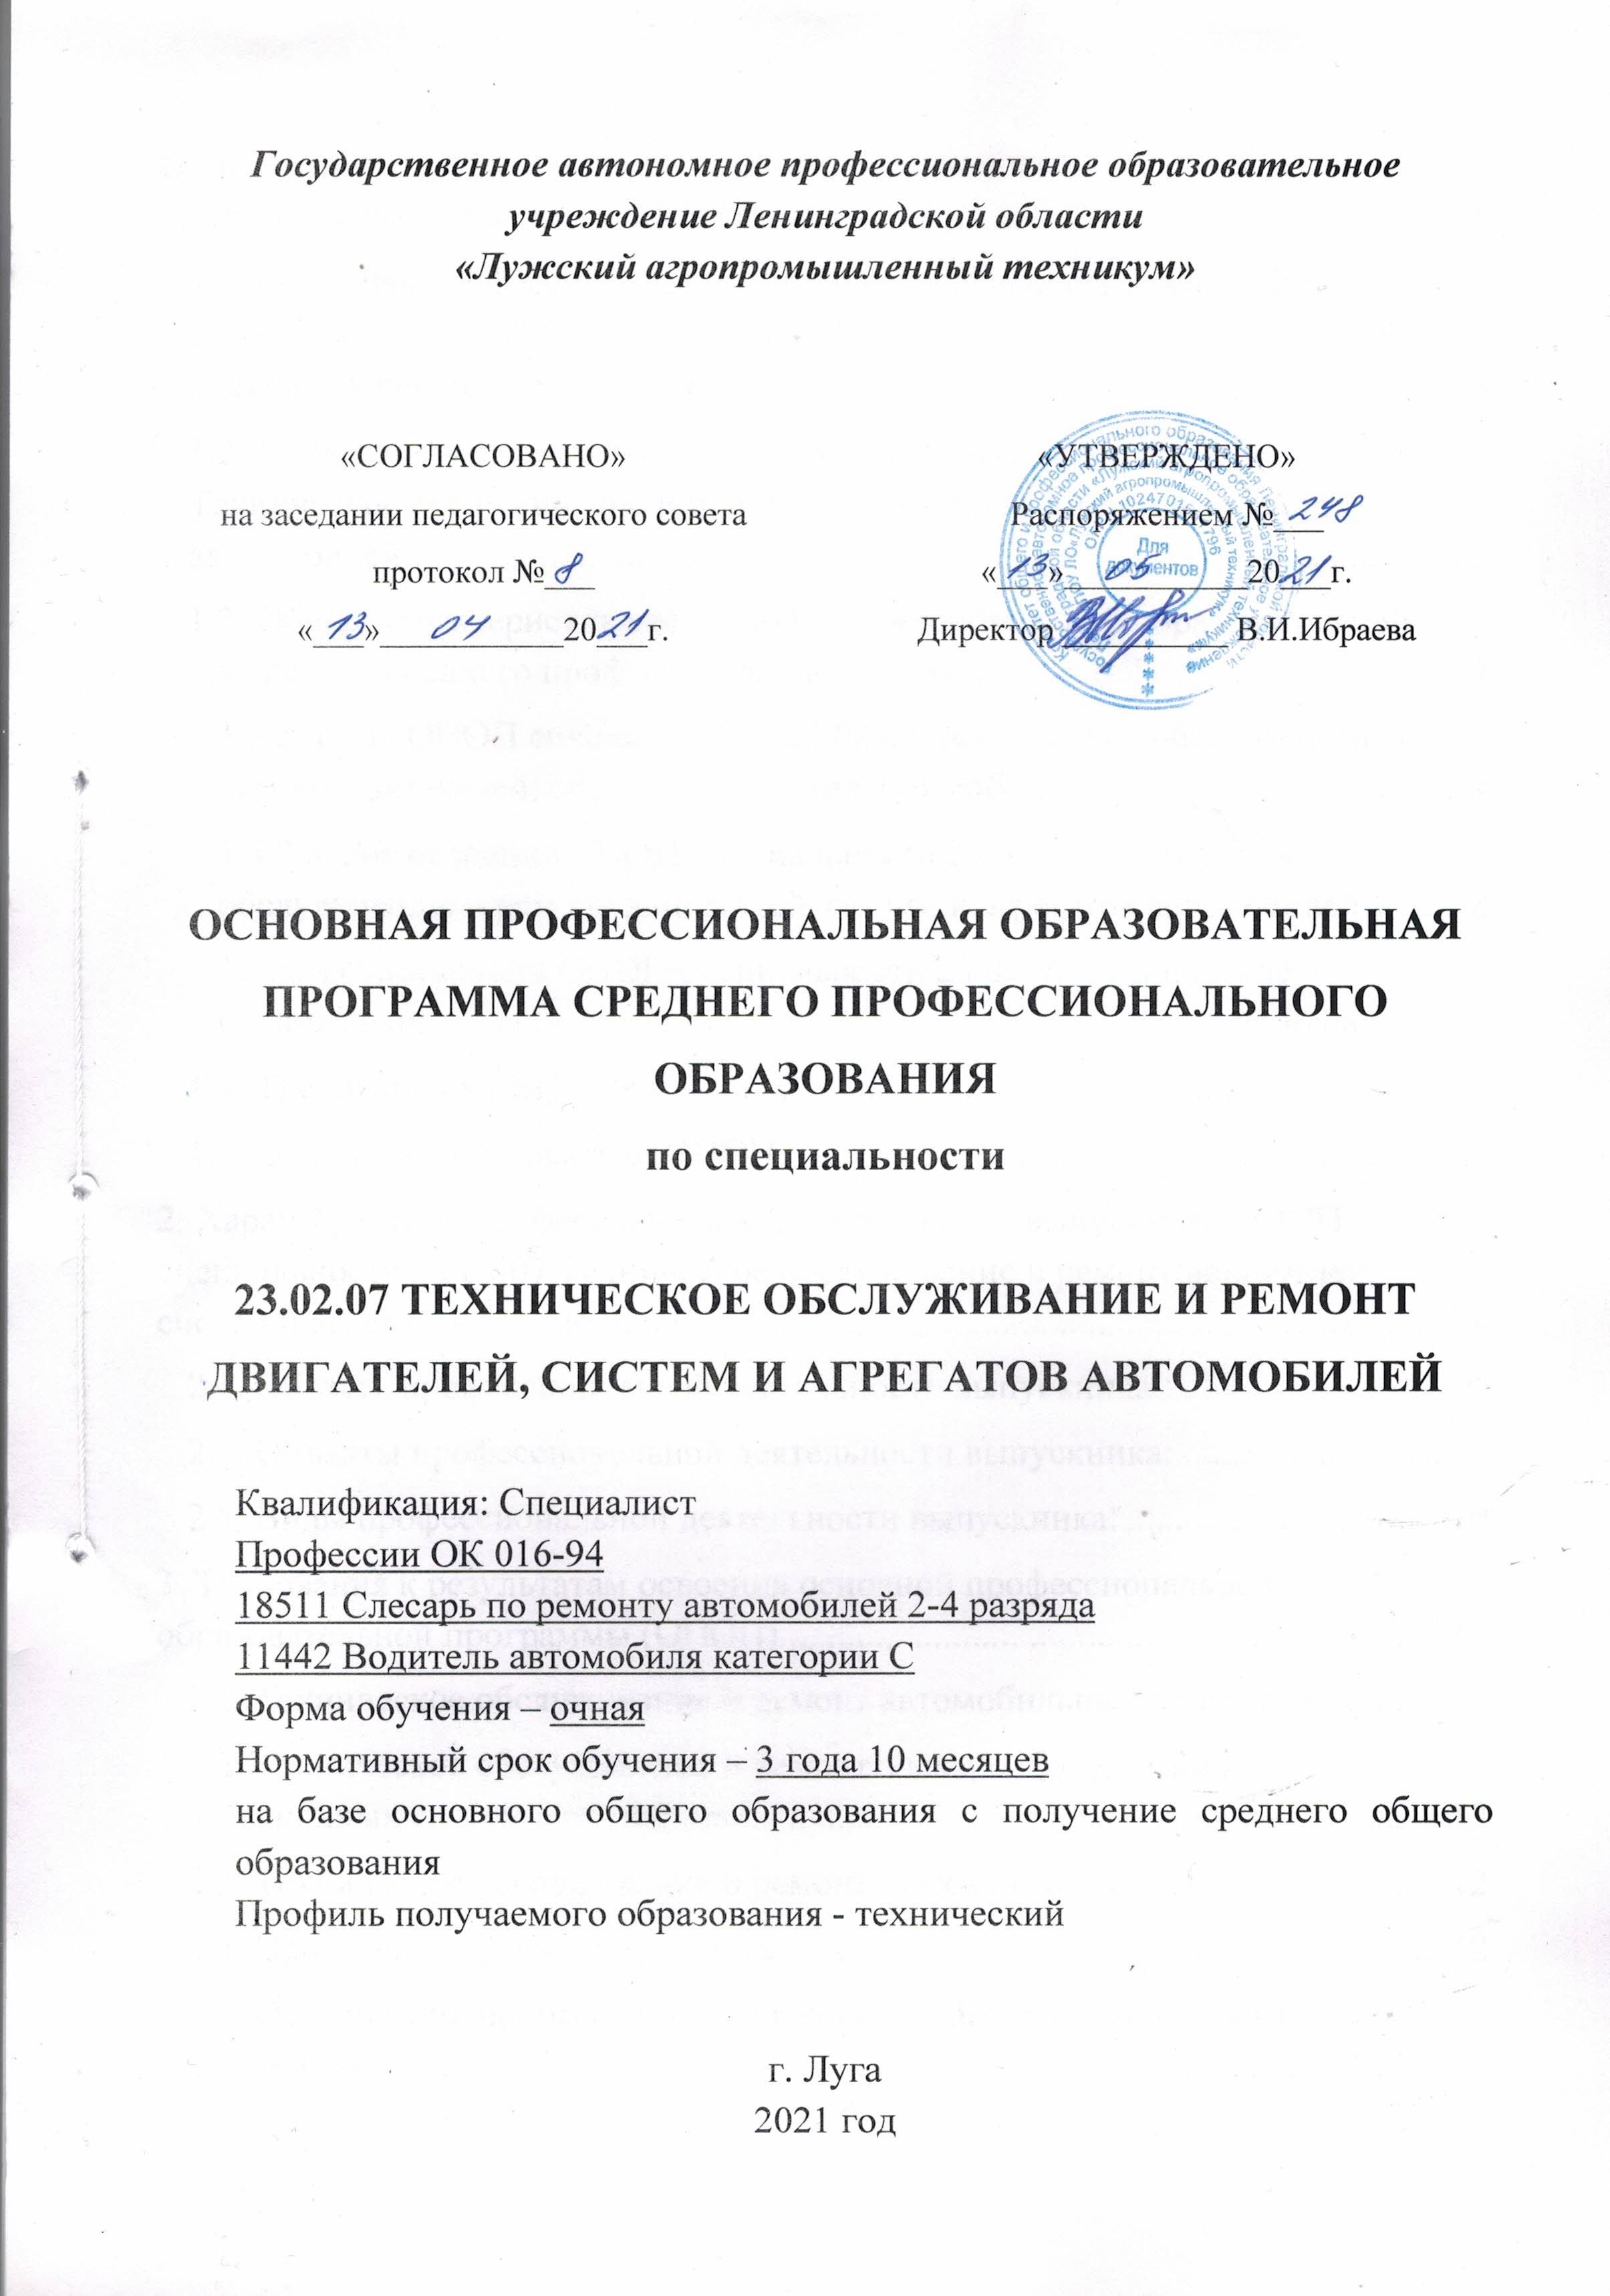 Государственное автономное профессиональное образовательное
учреждение Ленинградской области
«Лужский агропромышленный техникум»
«СОГЛАСОВАНО»
на заседании педагогического совета
протокол № 8
«13» 04 2021 г.
«УТВЕРЖДЕНО»
Распоряжением № 248
«13» 05 2021 г.
Директор В.И.Ибраева
Для
документов
ОСНОВНАЯ ПРОФЕССИОНАЛЬНАЯ ОБРАЗОВАТЕЛЬНАЯ
ПРОГРАММА СРЕДНЕГО ПРОФЕССИОНАЛЬНОГО
ОБРАЗОВАНИЯ
по специальности
23.02.07 ТЕХНИЧЕСКОЕ ОБСЛУЖИВАНИЕ И РЕМОНТ
ДВИГАТЕЛЕЙ, СИСТЕМ И АГРЕГАТОВ АВТОМОБИЛЕЙ
Квалификация: Специалист
Профессии ОК 016-94
18511 Слесарь по ремонту автомобилей 2-4 разряда
11442 Водитель автомобиля категории С
Форма обучения – очная
Нормативный срок обучения – 3 года 10 месяцев
на базе основного общего образования с получение среднего общего
образования
Профиль получаемого образования - технический
г. Луга
2021 год